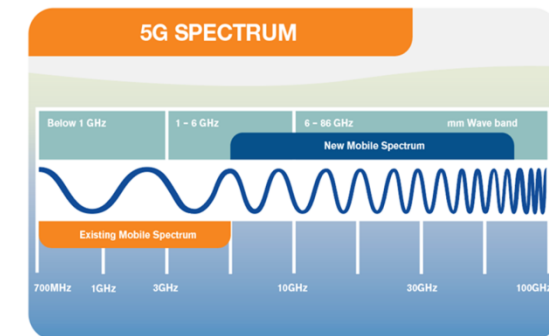 5G SPECTRUM
Below 1 GHz
1 – 6 GHz
6 – 86 GHz
mm Wave band
New Mobile Spectrum
Existing Mobile Spectrum
700MHz
1GHz
3GHz
10GHz
30GHz
100GHz